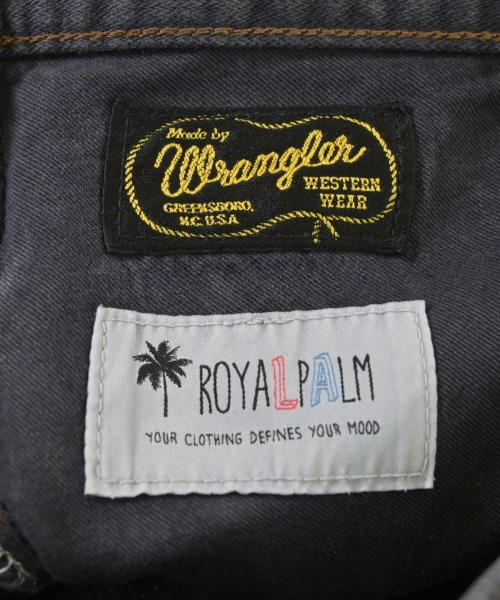 Made by
Wrangler
WESTERN
WEAR
GREENSBORO,
N.C. U.S.A
ROYALPALM
YOUR CLOTHING DEFINES YOUR MOOD